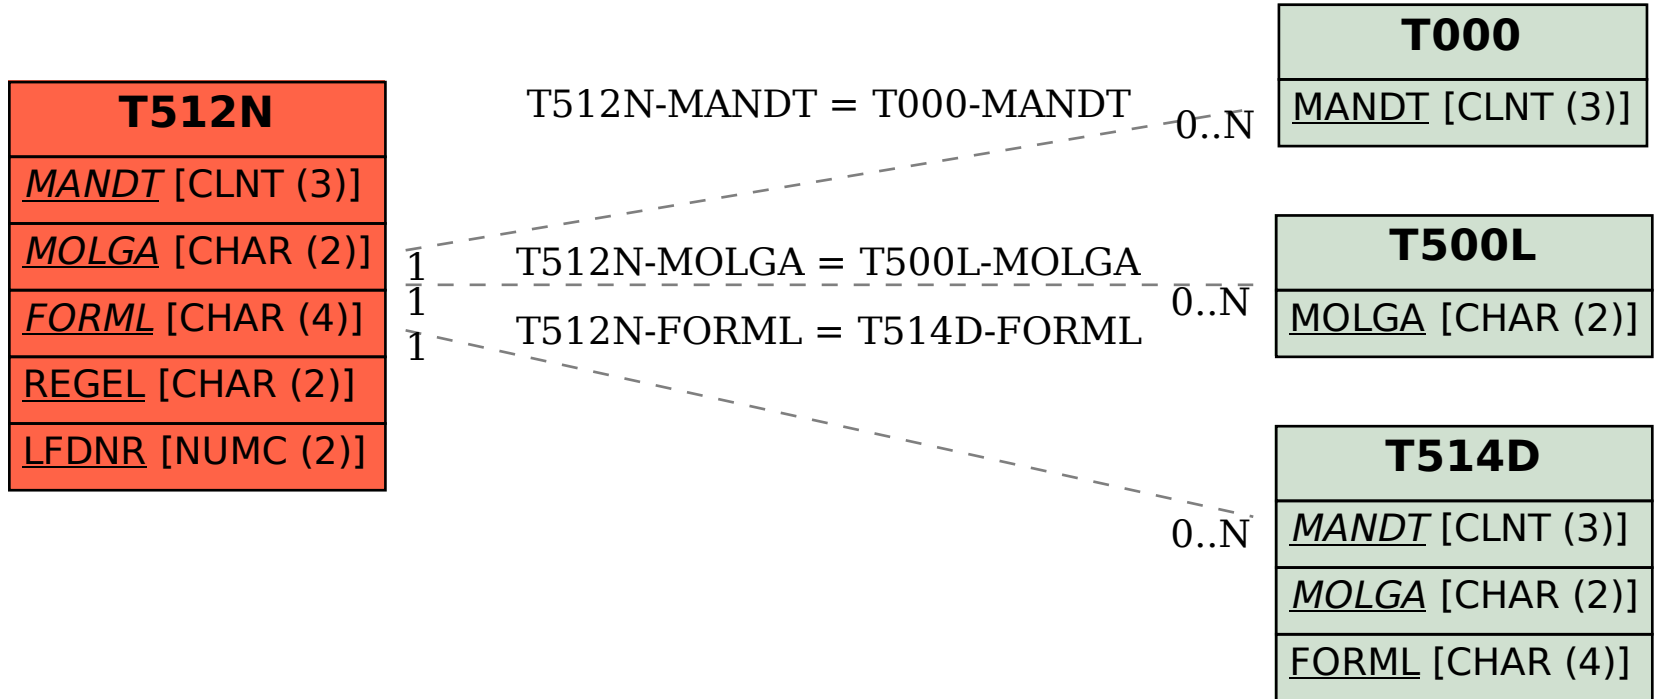 T512N
MANDT [CLNT (3)]
MOLGA [CHAR (2)]
FORML [CHAR (4)]
REGEL [CHAR (2)]
LFDNR [NUMC (2)]
T512N-MANDT = T000-MANDT
0..N
1
T512N-MOLGA = T500L-MOLGA
0..N
1
T512N-FORML = T514D-FORML
1
0..N
T000
MANDT [CLNT (3)]
T500L
MOLGA [CHAR (2)]
T514D
MANDT [CLNT (3)]
MOLGA [CHAR (2)]
FORML [CHAR (4)]